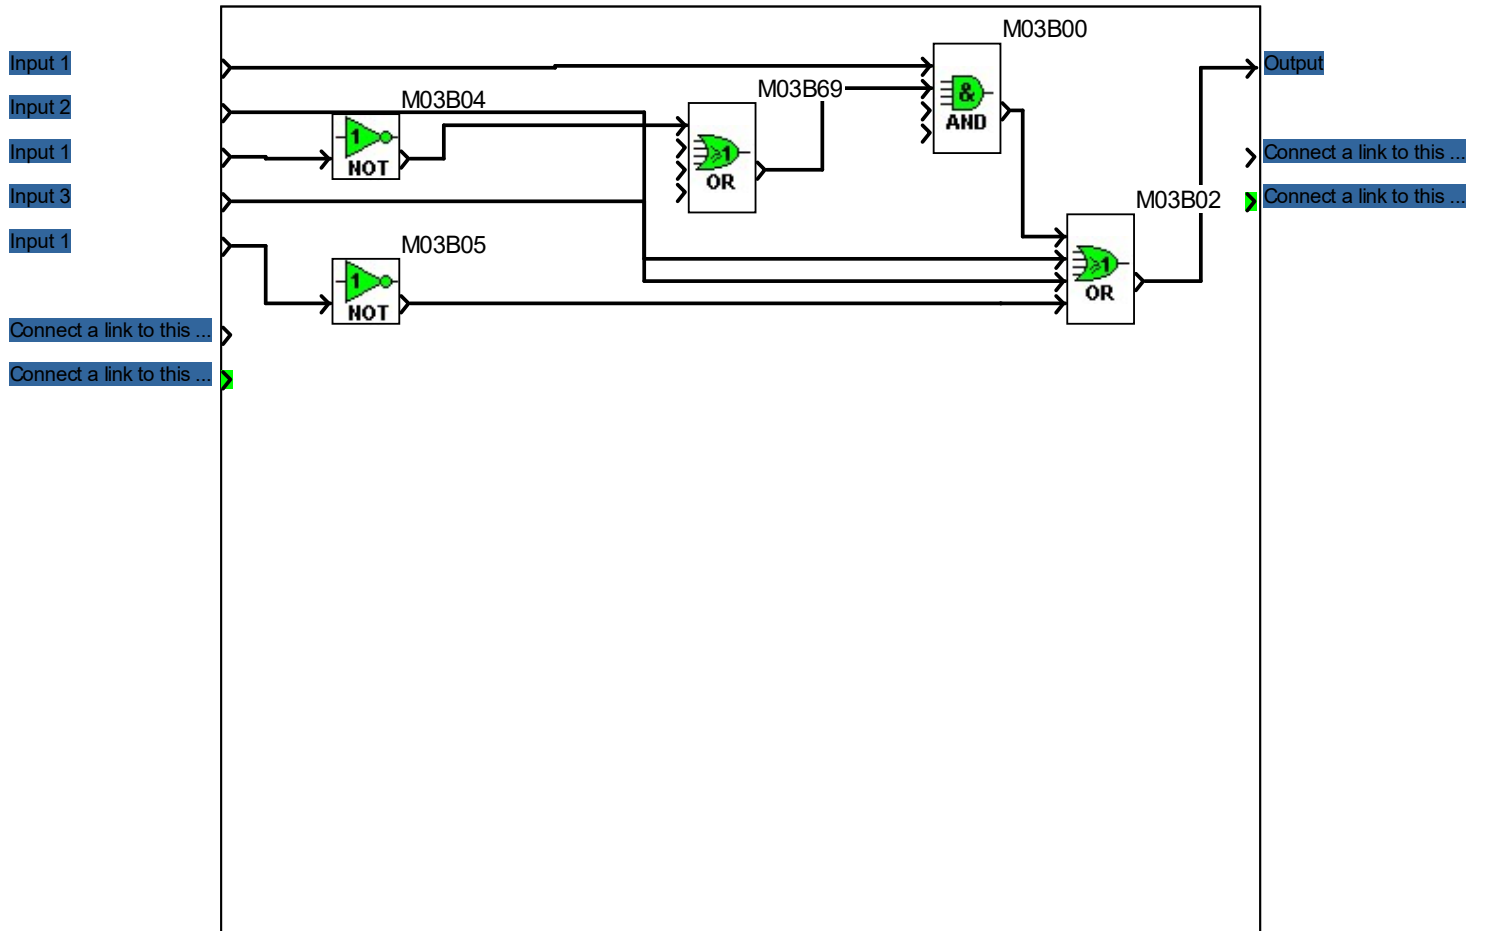 M03B00
Input 1
Output
M03B69
M03B04
Input 2
&
AND
1
Input 1
Connect a link to this ...
≥1
NOT
OR
Input 3
M03B02
Connect a link to this ...
Input 1
M03B05
≥1
1
OR
NOT
Connect a link to this ...
Connect a link to this ...